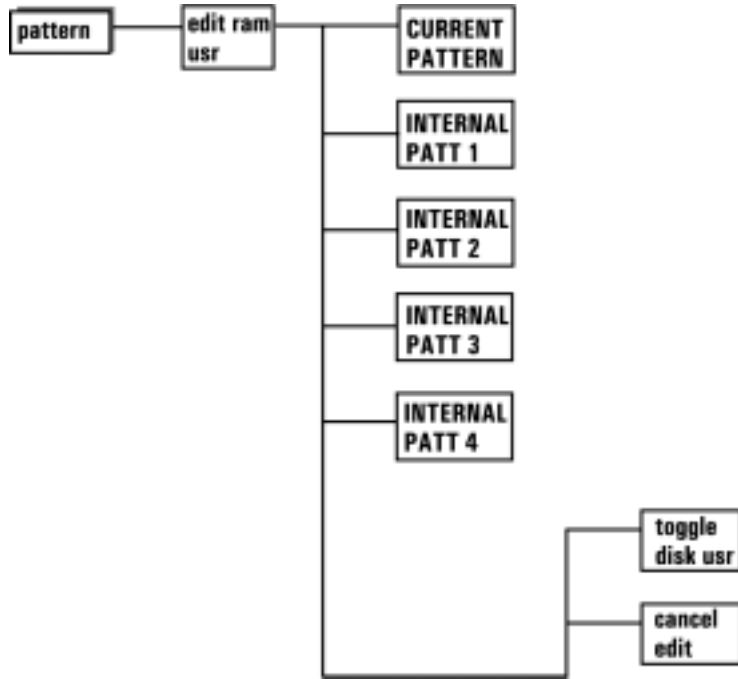 pattern
edit ram
usr
CURRENT
PATTERN
INTERNAL
PATT 1
INTERNAL
PATT 2
INTERNAL
PATT 3
INTERNAL
PATT 4
toggle
disk usr
cancel
edit